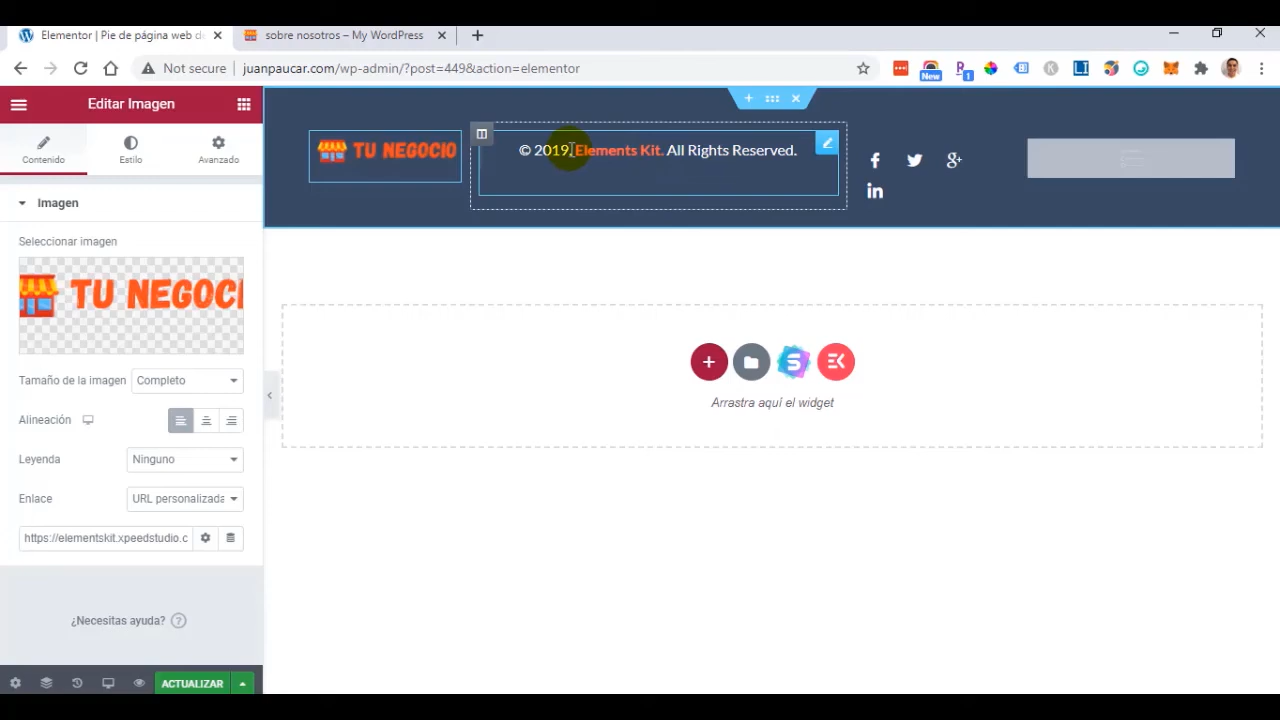 Elementor | Pie de página web de
sobre nosotros – My WordPress
Not secure
juanpaucar.com/wp-admin/?post=449&action=elementor
New
1
Editar Imagen
Contenido
Estilo
Avanzado
Imagen
Seleccionar imagen
TU NEGOCI
Tamaño de la imagen
Completo
Alineación
Leyenda
Ninguno
Enlace
URL personalizada
https://elementskit.xpeedstudio.c
¿Necesitas ayuda?
ACTUALIZAR
TU NEGOCIO
© 2019, Elements Kit. All Rights Reserved.
Arrastra aquí el widget